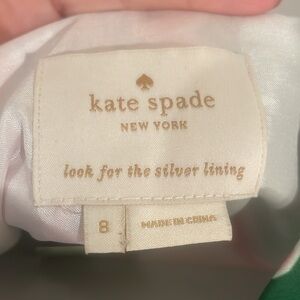 kate spade
NEW YORK
look for the silver lining
8
MADE IN CHINA